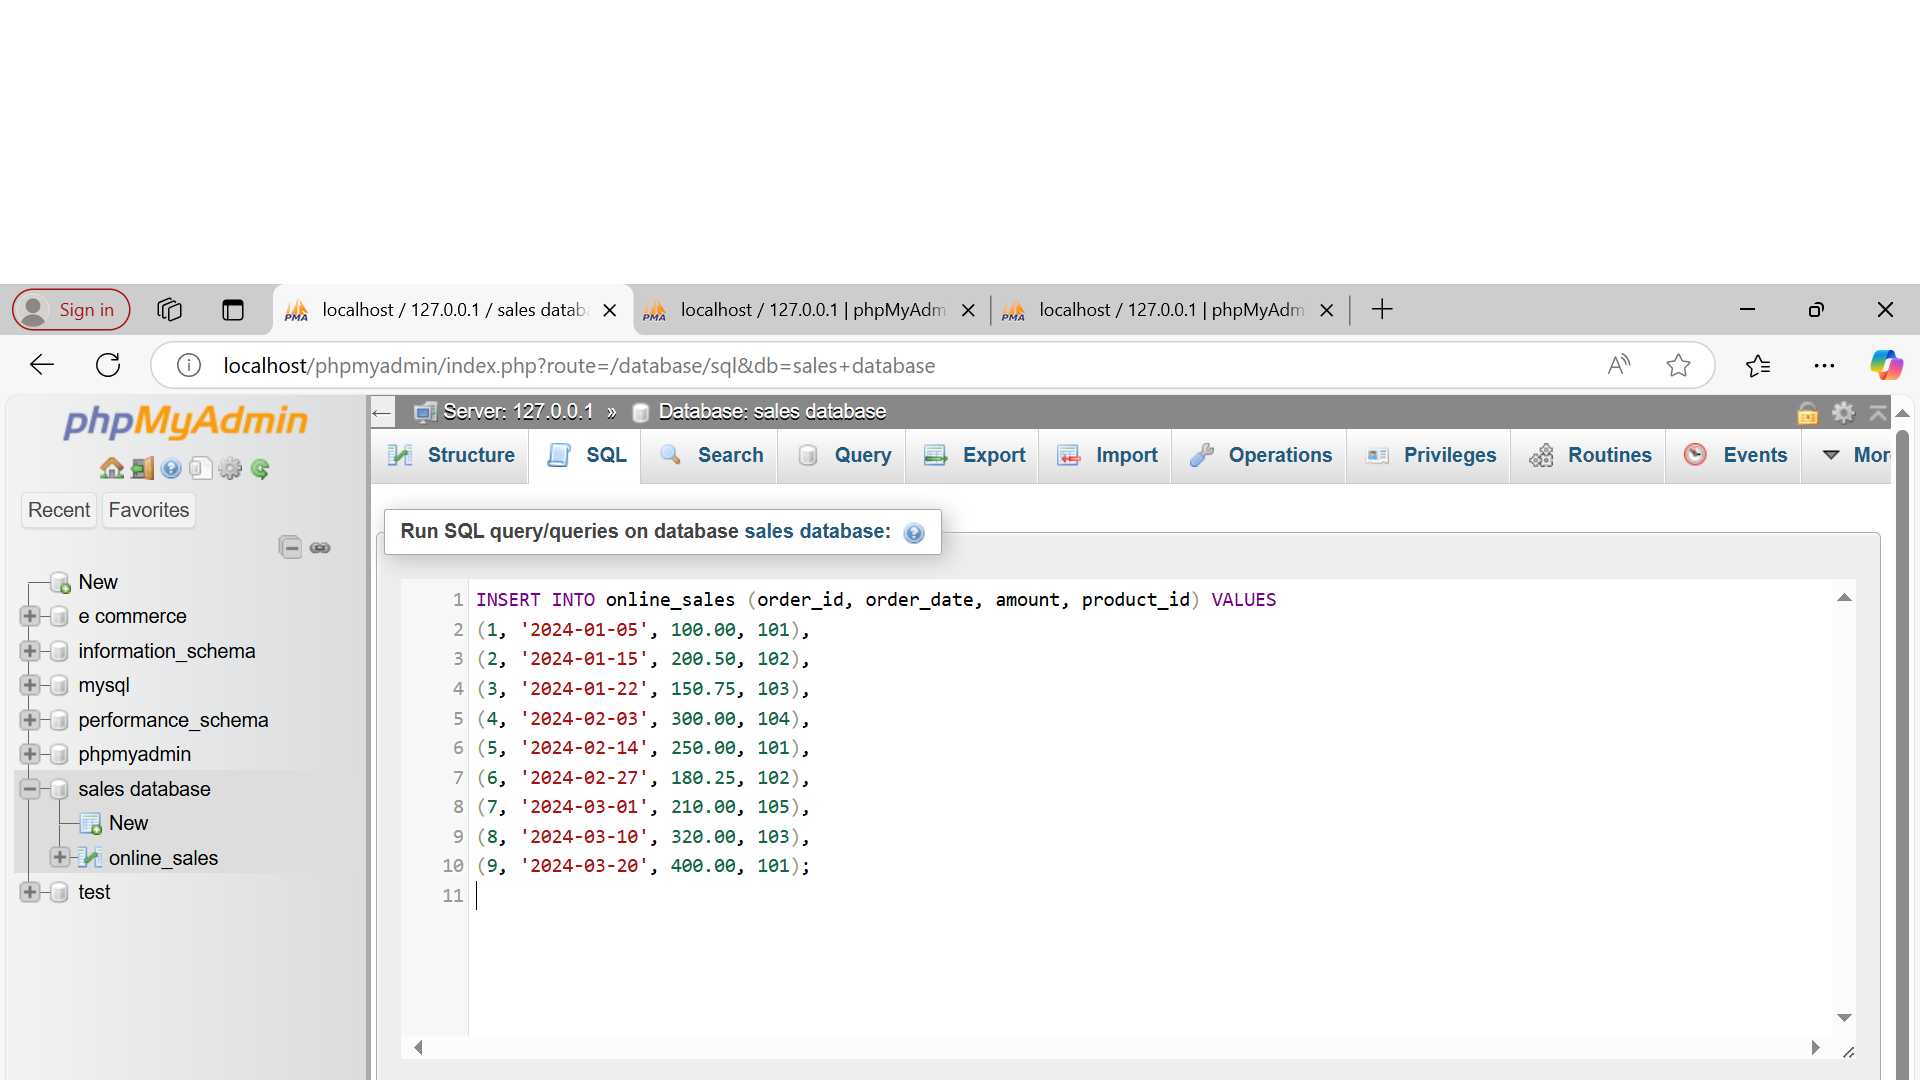 Sign in
localhost / 127.0.0.1 / sales datab
localhost / 127.0.0.1 | phpMyAdm
localhost / 127.0.0.1 | phpMyAdm
localhost/phpmyadmin/index.php?route=/database/sql&db=sales+database
phpMyAdmin
Recent
Favorites
New
e commerce
information_schema
mysql
performance_schema
phpmyadmin
sales database
New
online_sales
test
Server: 127.0.0.1 » Database: sales database
Structure SQL Search Query Export Import Operations Privileges Routines Events Mor
Run SQL query/queries on database sales database:
1 INSERT INTO online_sales (order_id, order_date, amount, product_id) VALUES
2 (1, '2024-01-05', 100.00, 101),
3 (2, '2024-01-15', 200.50, 102),
4 (3, '2024-01-22', 150.75, 103),
5 (4, '2024-02-03', 300.00, 104),
6 (5, '2024-02-14', 250.00, 101),
7 (6, '2024-02-27', 180.25, 102),
8 (7, '2024-03-01', 210.00, 105),
9 (8, '2024-03-10', 320.00, 103),
10 (9, '2024-03-20', 400.00, 101);
11